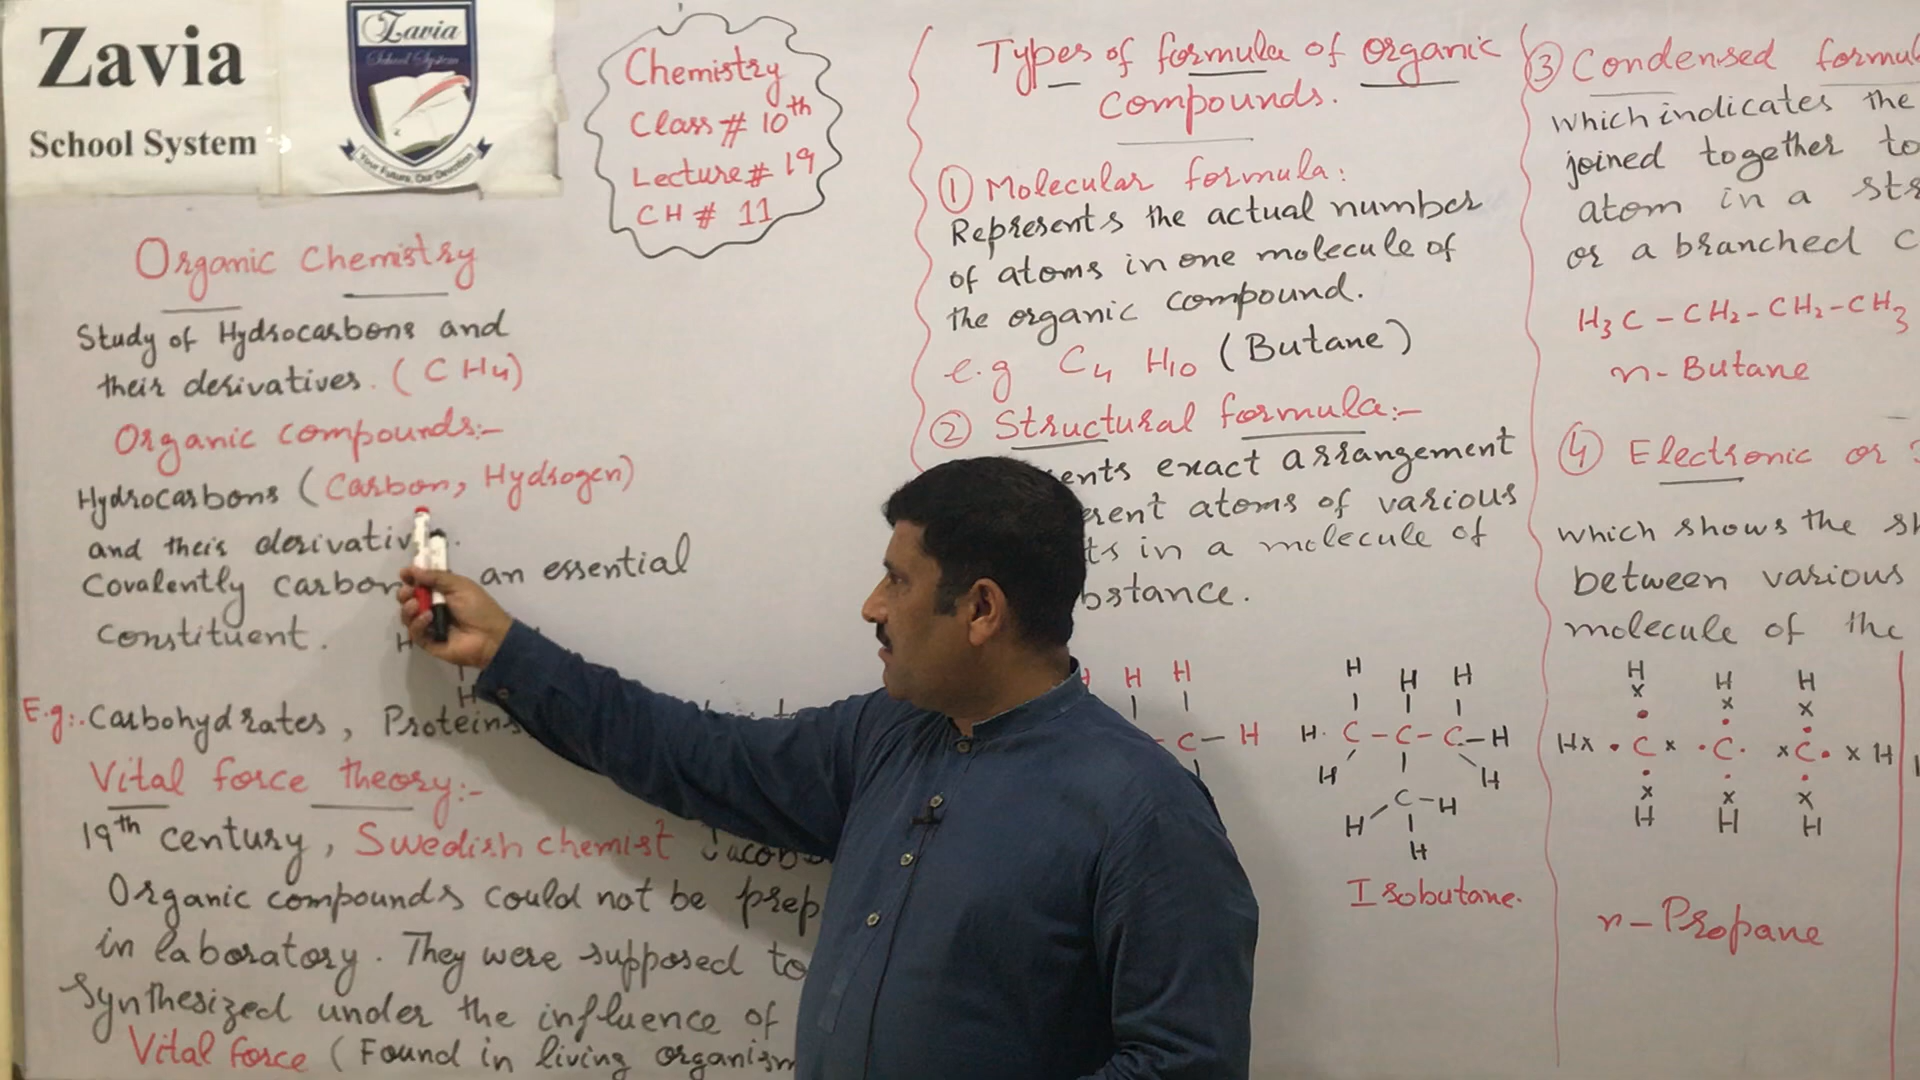 Zavia
School System
Zavia
School System
Your Future, Our Devotion
Chemistry
Class # 10th
Lecture # 19
CH # 11
Organic Chemistry
Study of Hydrocarbons and
their derivatives. (CH4)
Organic compounds:-
Hydrocarbons (Carbon, Hydrogen)
and their derivativ
Covalently carbon an essential
constituent.
H
H
E.g:. Carbohydrates, Proteins
Vital force theory:-
19th century, Swedish chemist Jacob
Organic compounds could not be prep
in laboratory. They were supposed to
Synthesized under the influence of
Vital force (Found in living organism
Types of formula of organic
compounds.
① Molecular formula:
Represents the actual number
of atoms in one molecule of
the organic compound.
e.g C4 H10 (Butane)
② Structural formula:-
ents exact arrangement
erent atoms of various
ts in a molecule of
bstance.
H H
- C - H
H H H
H. C - C - C - H
H H
C - H
H
H
Isobutane.
③ Condensed formul
which indicates the
joined together to
atom in a str
or a branched C
H3C - CH2 - CH2 - CH3
n - Butane
④ Electronic or
which shows the sh
between various
molecule of the
H H H
x x x
Hx • C x • C • x C • x H
x x x
H H H
n - Propane